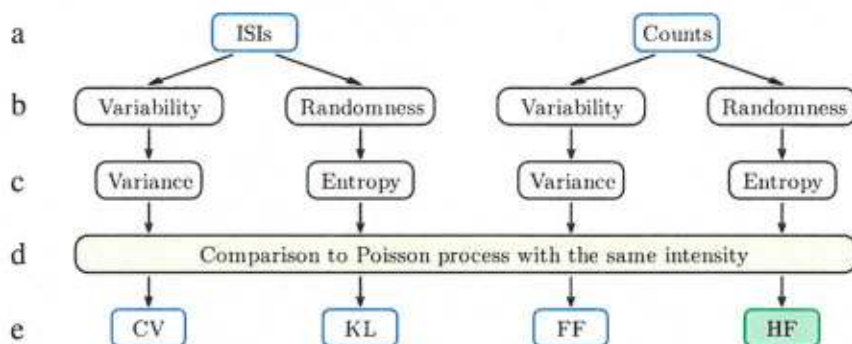 a ISIs Counts
b Variability Randomness Variability Randomness
c Variance Entropy Variance Entropy
d Comparison to Poisson process with the same intensity
e CV KL FF HF